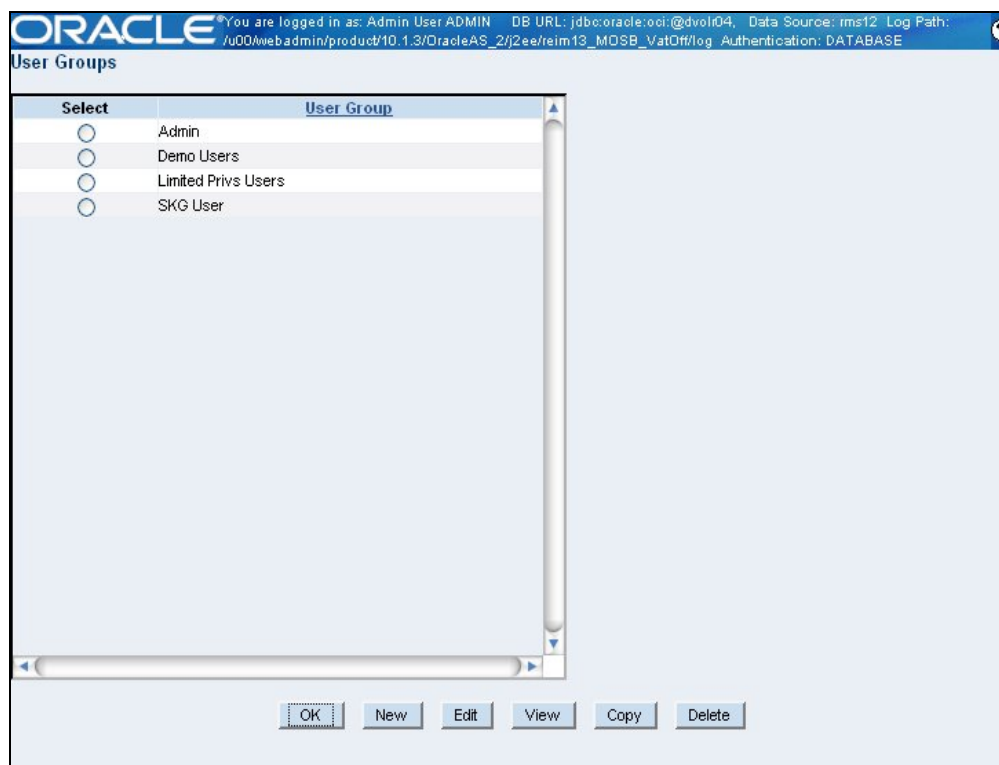 ORACLE® You are logged in as: Admin User ADMIN DB URL: jdbc:oracle:oci:@dvolr04, Data Source: rms12 Log Path:
/u00/webadmin/product/10.1.3/OracleAS_2/j2ee/reim13_MOSB_VatOff/log Authentication: DATABASE
User Groups
Select User Group
Admin
Demo Users
Limited Privs Users
SKG User
OK New Edit View Copy Delete